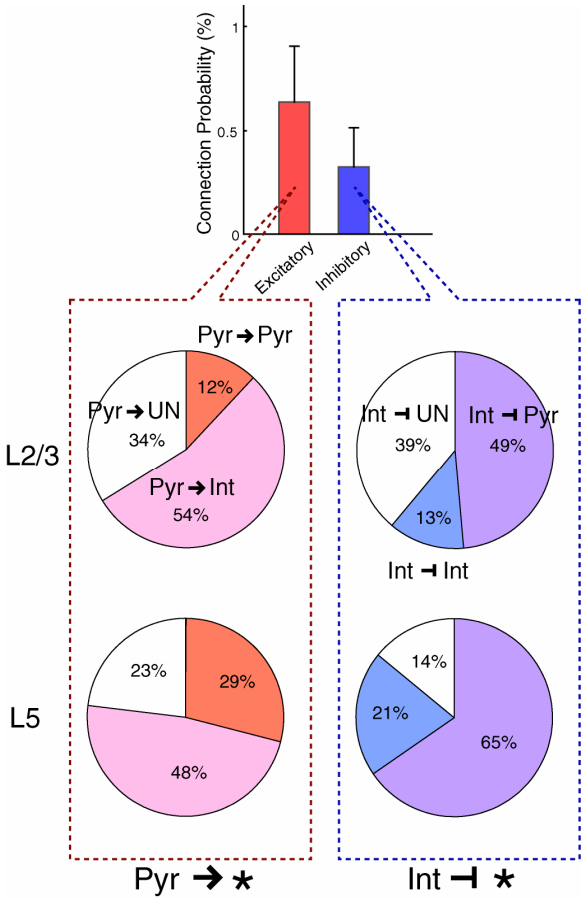 Connection Probability (%)
1
0.5
0
Excitatory
Inhibitory
L2/3
Pyr → Pyr
12%
Pyr → UN
34%
Pyr → Int
54%
Int ⊣ UN
39%
Int ⊣ Pyr
49%
13%
Int ⊣ Int
L5
23%
29%
48%
14%
21%
65%
Pyr → *
Int ⊣ *